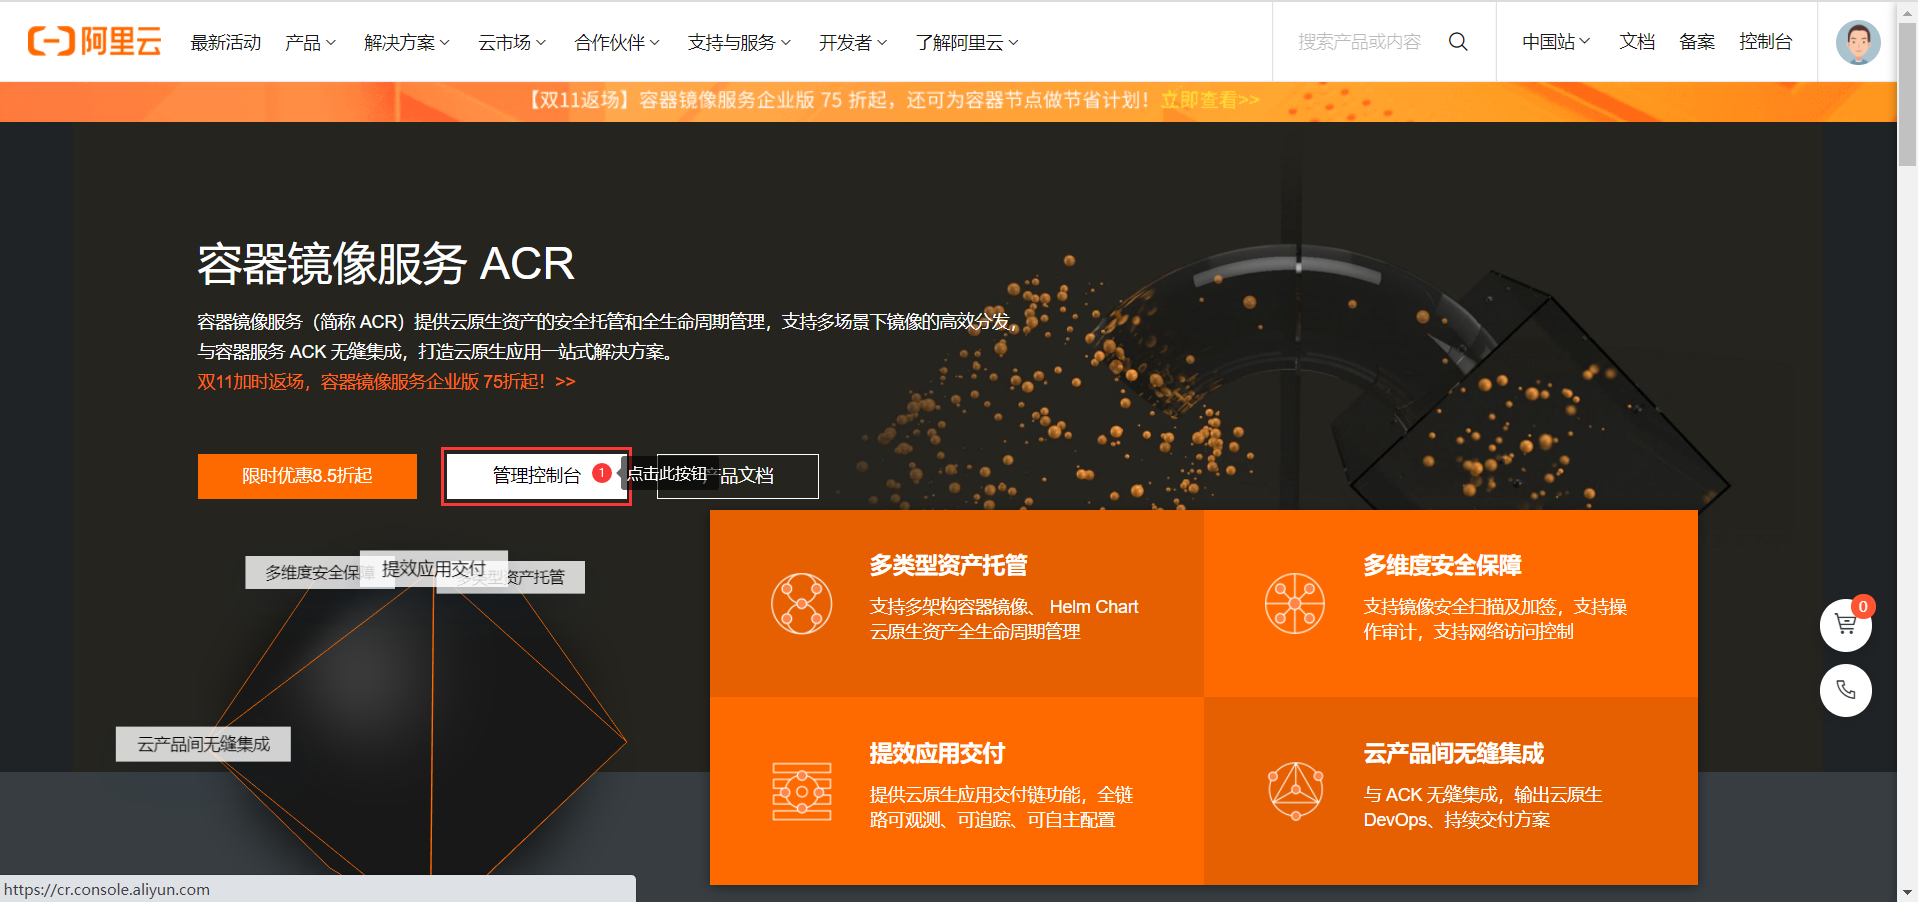 阿里云
最新活动
产品
解决方案
云市场
合作伙伴
支持与服务
开发者
了解阿里云
搜索产品或内容
中国站
文档
备案
控制台
【双11返场】容器镜像服务企业版 75 折起，还可为容器节点做节省计划！立即查看>>
容器镜像服务 ACR
容器镜像服务（简称 ACR）提供云原生资产的安全托管和全生命周期管理，支持多场景下镜像的高效分发，
与容器服务 ACK 无缝集成，打造云原生应用一站式解决方案。
双11加时返场，容器镜像服务企业版 75折起！>>
限时优惠8.5折起
管理控制台
1
点击此按钮
产品文档
多维度安全保障
提效应用交付
多类型资产托管
云产品间无缝集成
多类型资产托管
支持多架构容器镜像、 Helm Chart
云原生资产全生命周期管理
多维度安全保障
支持镜像安全扫描及加签，支持操
作审计，支持网络访问控制
提效应用交付
提供云原生应用交付链功能，全链
路可观测、可追踪、可自主配置
云产品间无缝集成
与 ACK 无缝集成，输出云原生
DevOps、持续交付方案
0
https://cr.console.aliyun.com